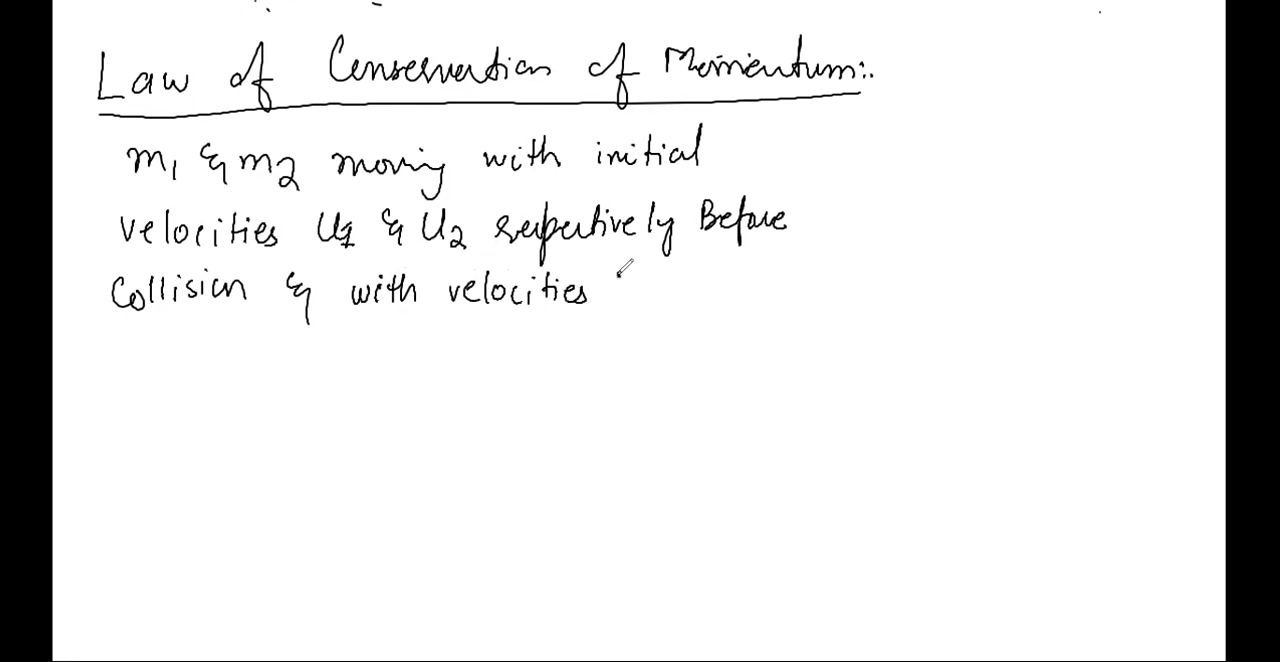 Law of Conservation of Momentum:.
m1 & m2 moving with initial
velocities U1 & U2 respectively Before
Collision & with velocities